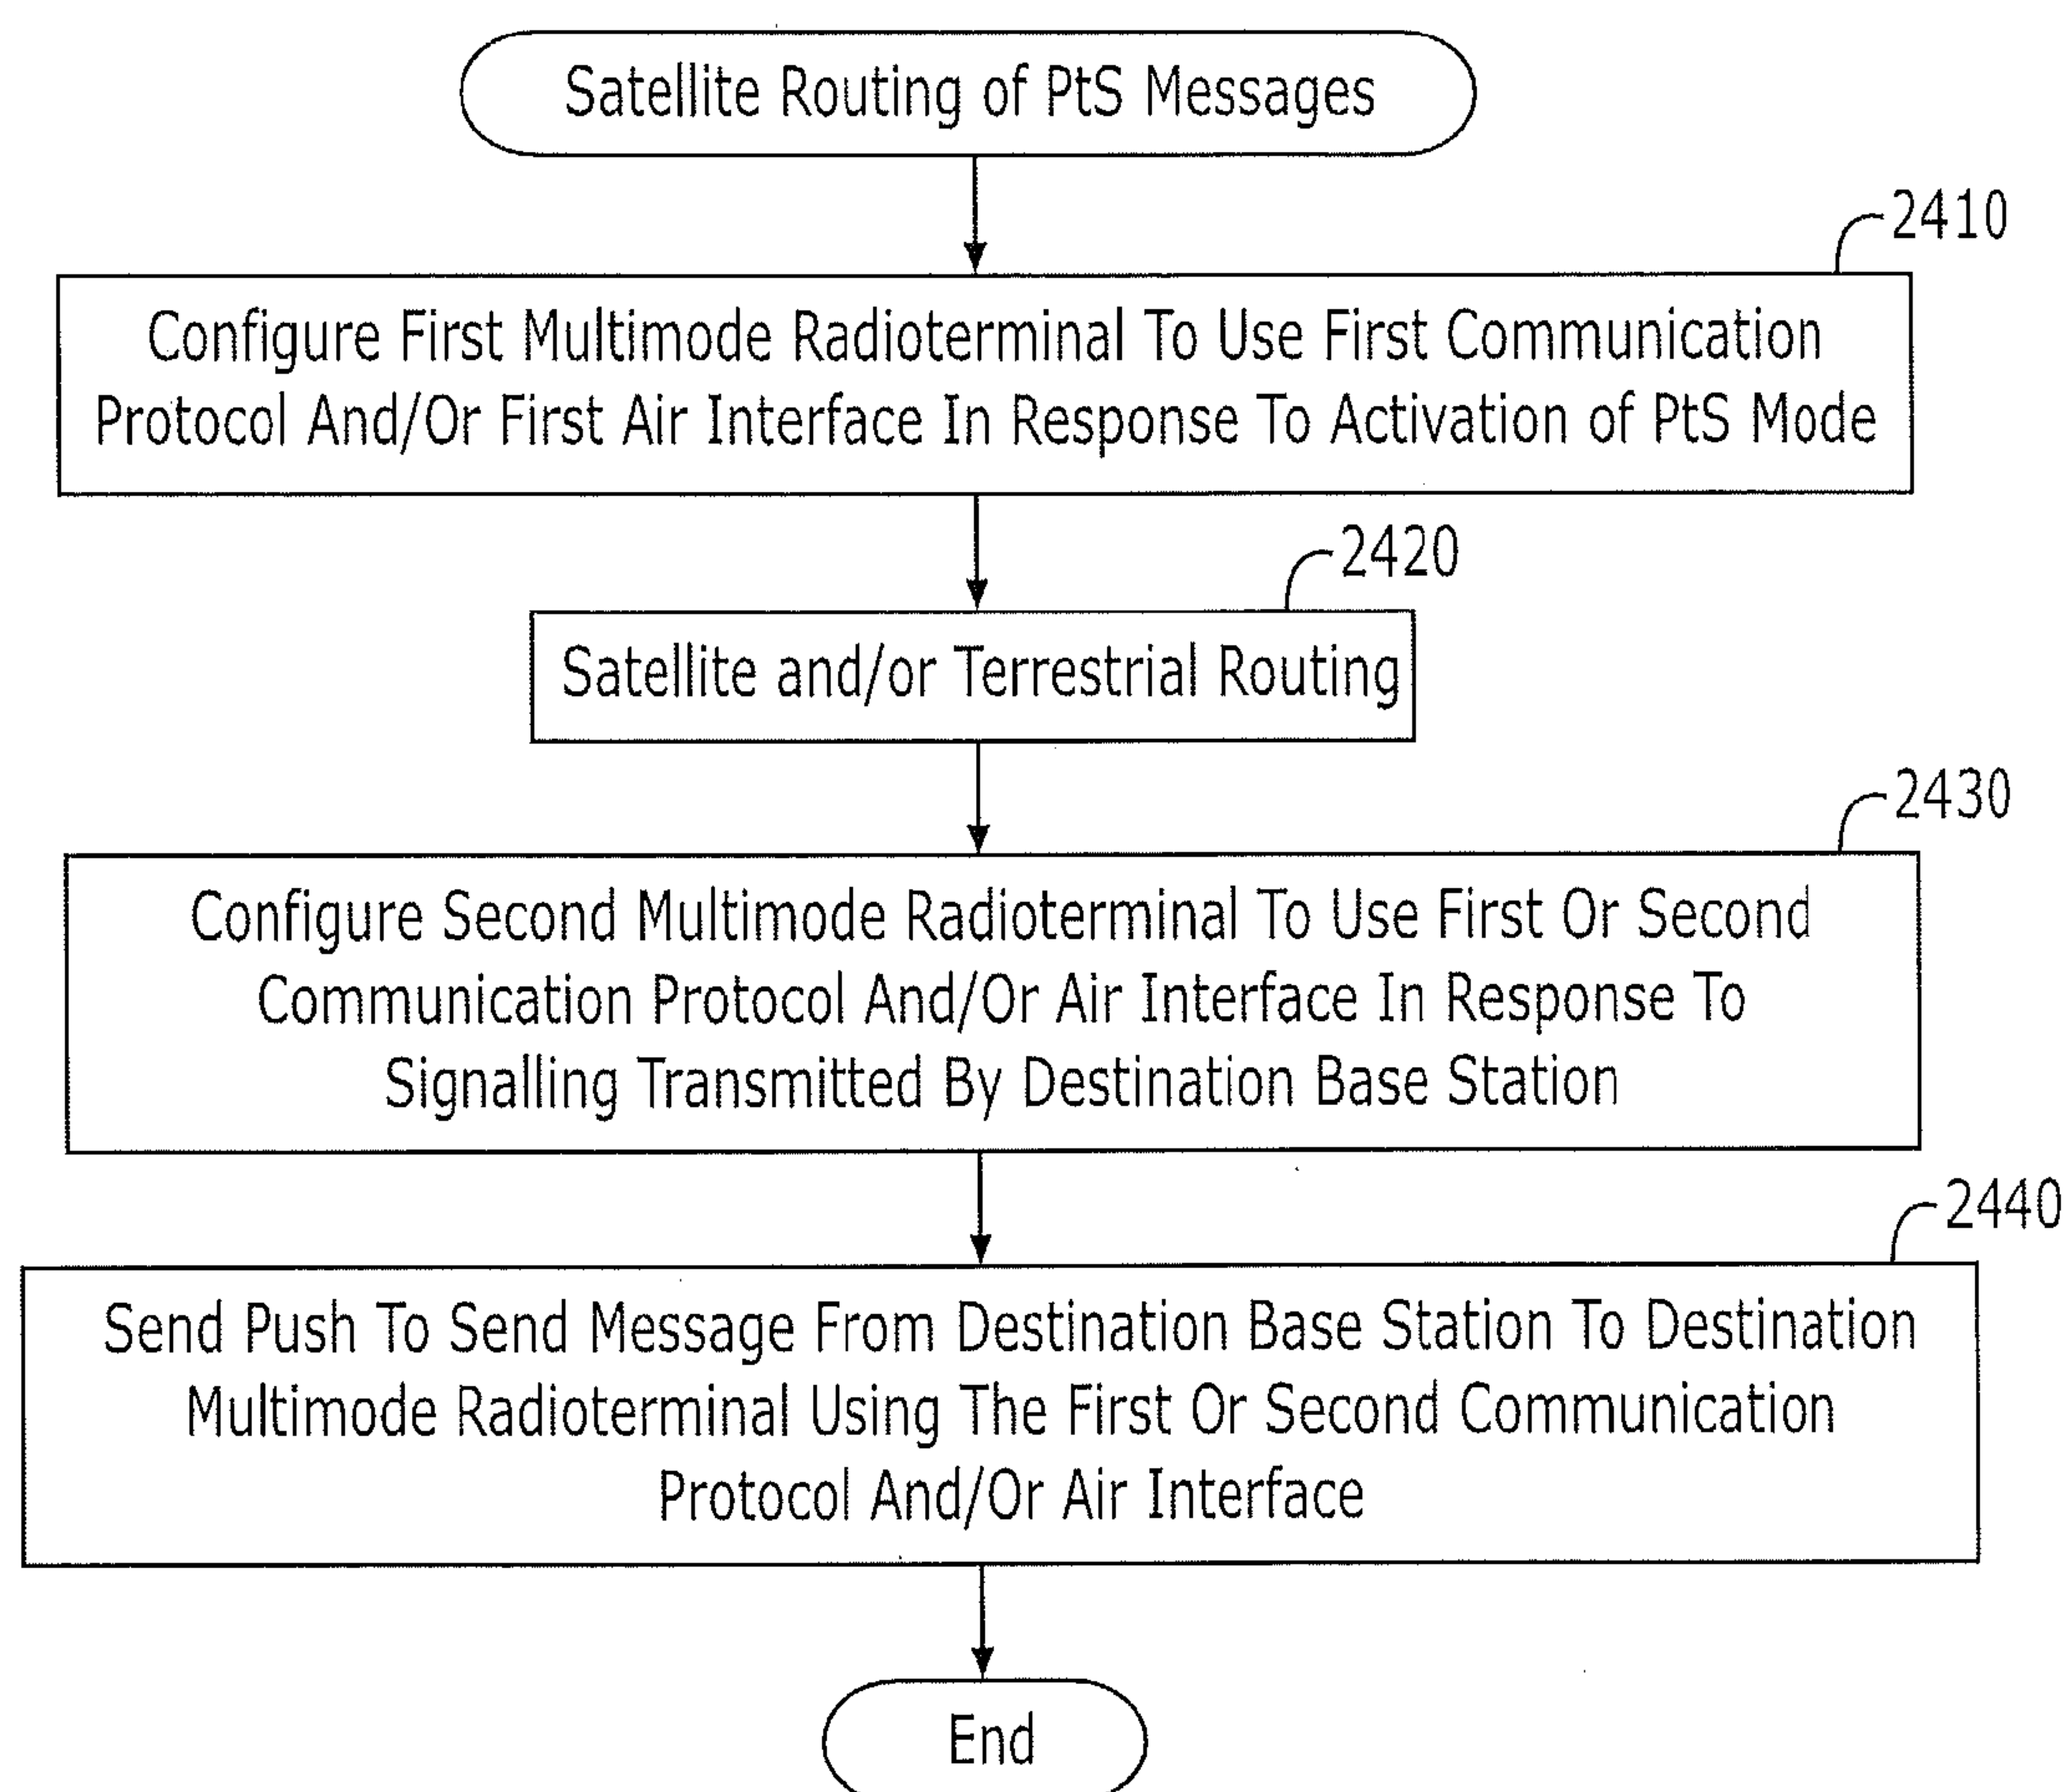 Satellite Routing of PtS Messages
2410
Configure First Multimode Radioterminal To Use First Communication
Protocol And/Or First Air Interface In Response To Activation of PtS Mode
2420
Satellite and/or Terrestrial Routing
2430
Configure Second Multimode Radioterminal To Use First Or Second
Communication Protocol And/Or Air Interface In Response To
Signalling Transmitted By Destination Base Station
2440
Send Push To Send Message From Destination Base Station To Destination
Multimode Radioterminal Using The First Or Second Communication
Protocol And/Or Air Interface
End